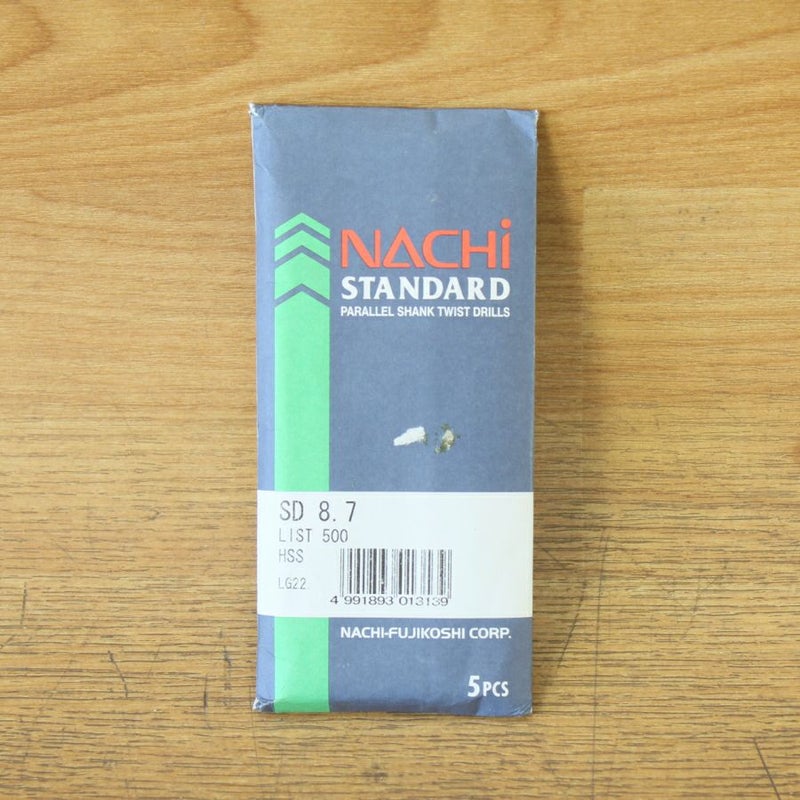 NACHi
STANDARD
PARALLEL SHANK TWIST DRILLS
SD 8.7
LIST 500
HSS
LG22.
4 991893 013139
NACHI-FUJIKOSHI CORP.
5PCS